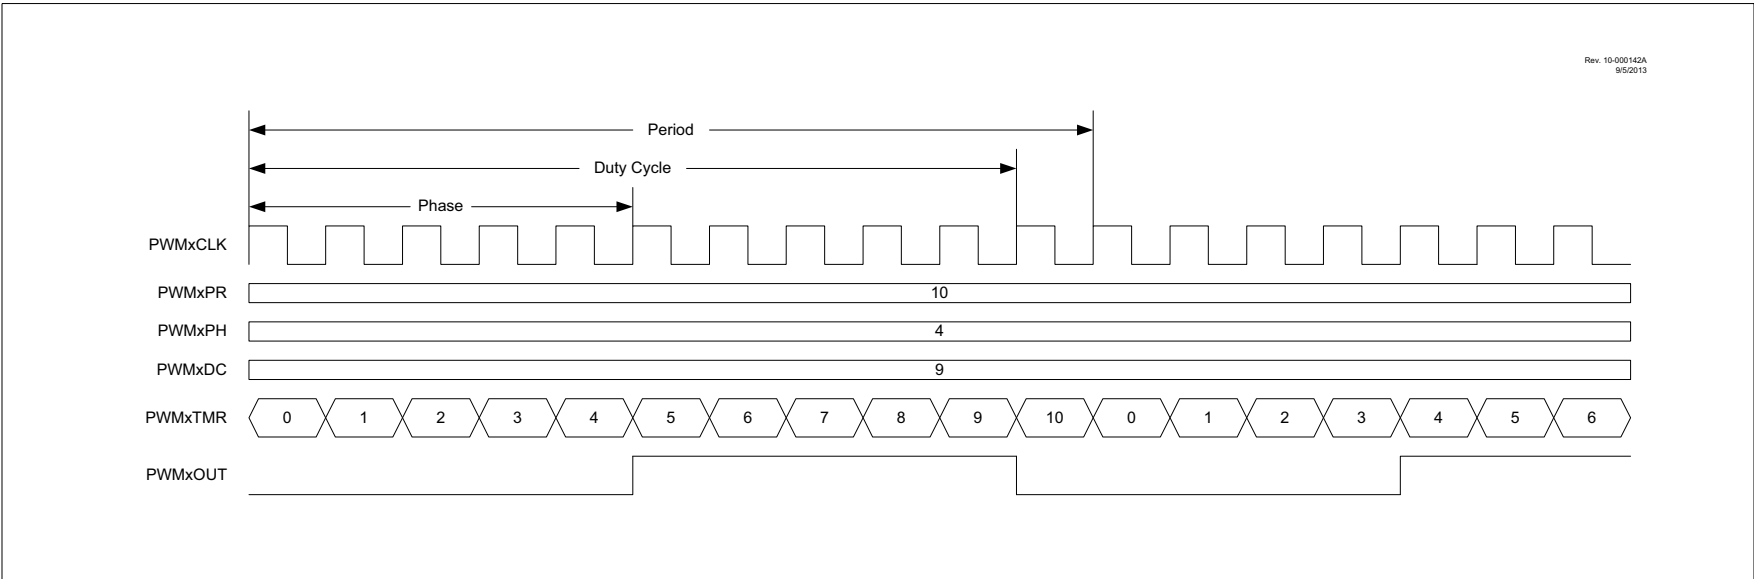 Rev. 10-000142A
9/5/2013
Period
Duty Cycle
Phase
PWMxCLK
PWMxPR 10
PWMxPH 4
PWMxDC 9
PWMxTMR 0 1 2 3 4 5 6 7 8 9 10 0 1 2 3 4 5 6
PWMxOUT